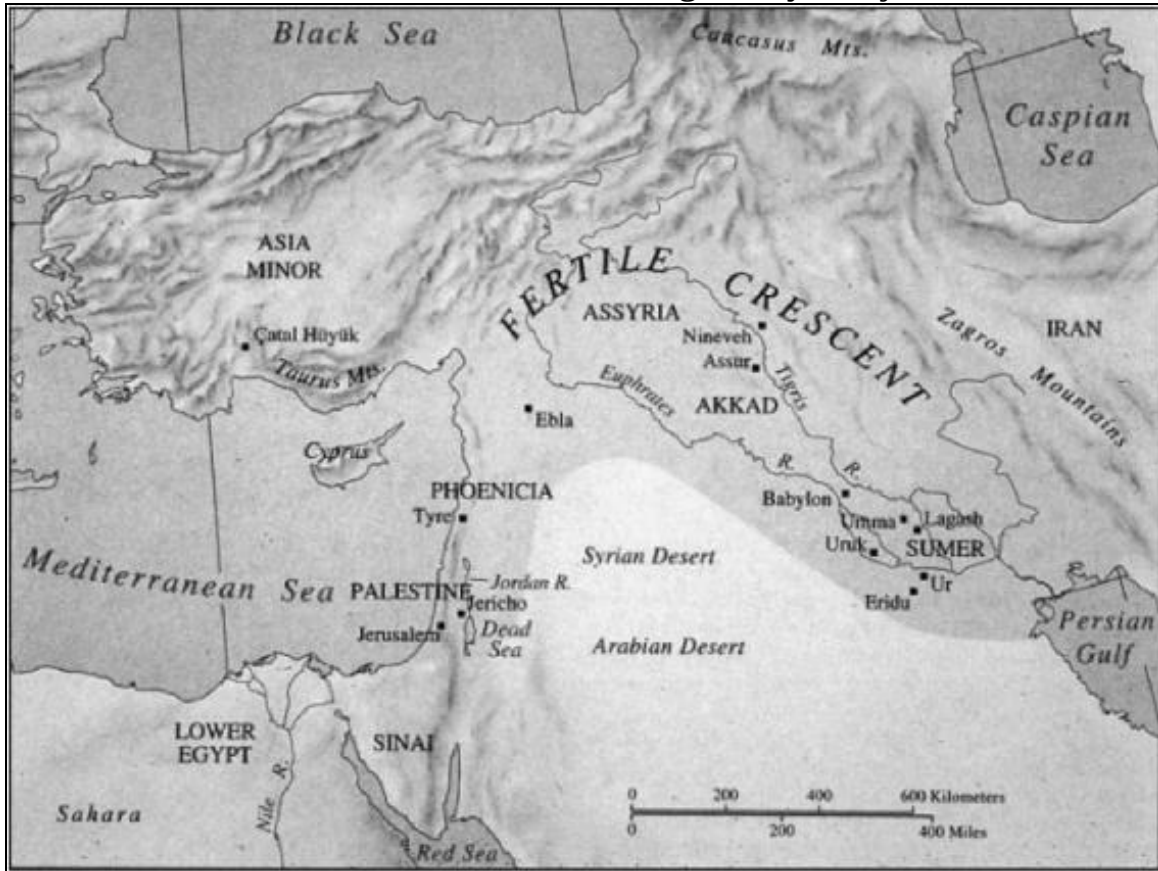 Black Sea
Caucasus Mts.
Caspian
Sea
ASIA
MINOR
FERTILE CRESCENT
ASSYRIA
Nineveh
Assur
Zagros Mountains
IRAN
Çatal Hüyük
Taurus Mts.
Euphrates R.
Tigris R.
AKKAD
Ebla
Cyprus
PHOENICIA
Tyre
Babylon
Umma
Lagash
Uruk
SUMER
Syrian Desert
Mediterranean Sea
PALESTINE
Jordan R.
Jericho
Ur
Eridu
Jerusalem
Dead
Sea
Arabian Desert
Persian
Gulf
LOWER
EGYPT
SINAI
Nile R.
Sahara
Red Sea
0 200 400 600 Kilometers
0 200 400 Miles